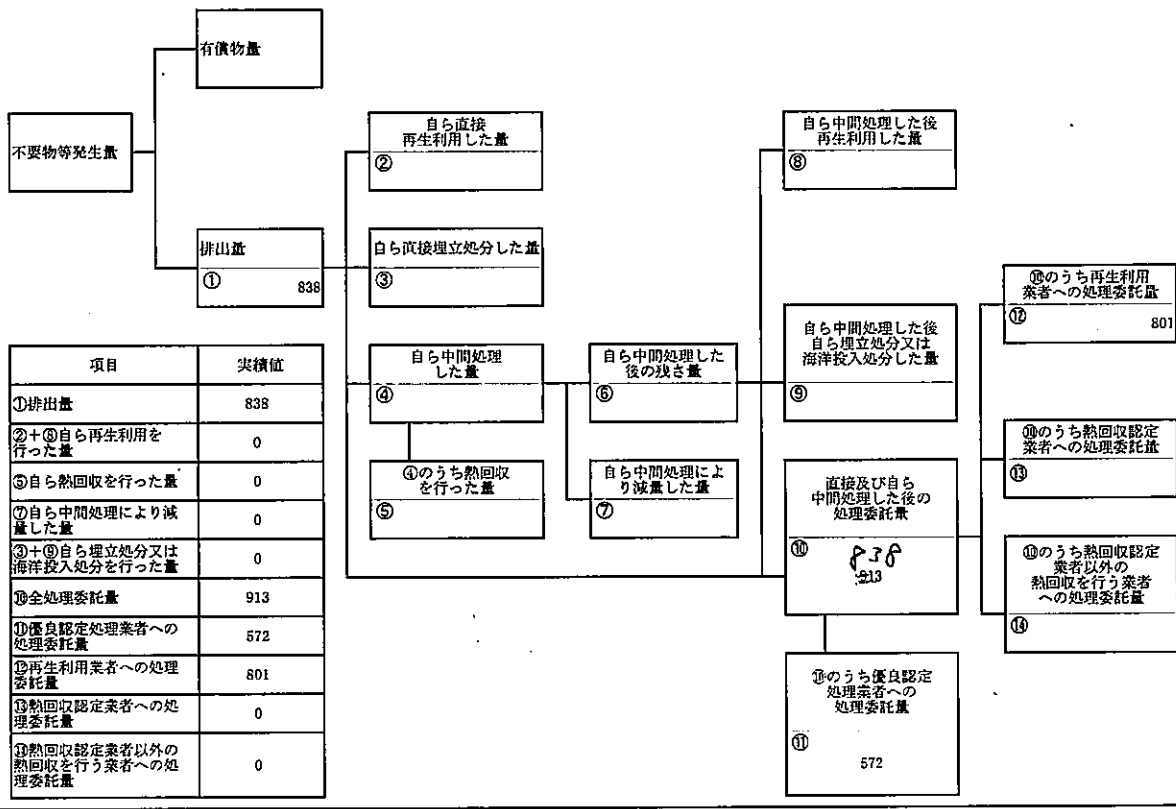 有償物量
不要物等発生量
排出量
①
838
自ら直接
再生利用した量
②
自ら直接埋立処分した量
③
自ら中間処理
した量
④
④のうち熱回収
を行った量
⑤
自ら中間処理した
後の残さ量
⑥
自ら中間処理によ
り減量した量
⑦
自ら中間処理した後
再生利用した量
⑧
自ら中間処理した後
自ら埋立処分又は
海洋投入処分した量
⑨
直接及び自ら
中間処理した後の
処理委託量
⑩
838
913
⑩のうち優良認定
処理業者への
処理委託量
⑪
572
⑩のうち再生利用
業者への処理委託量
⑫
801
⑩のうち熱回収認定
業者への処理委託量
⑬
⑩のうち熱回収認定
業者以外の
熱回収を行う業者
への処理委託量
⑭
項目 実績値
①排出量 838
②+⑧自ら再生利用を
行った量 0
⑤自ら熱回収を行った量 0
⑦自ら中間処理により減
量した量 0
③+⑨自ら埋立処分又は
海洋投入処分を行った量 0
⑩全処理委託量 913
⑪優良認定処理業者への
処理委託量 572
⑫再生利用業者への処理
委託量 801
⑬熱回収認定業者への処
理委託量 0
熱回収認定業者以外の
熱回収を行う業者への処
理委託量 0